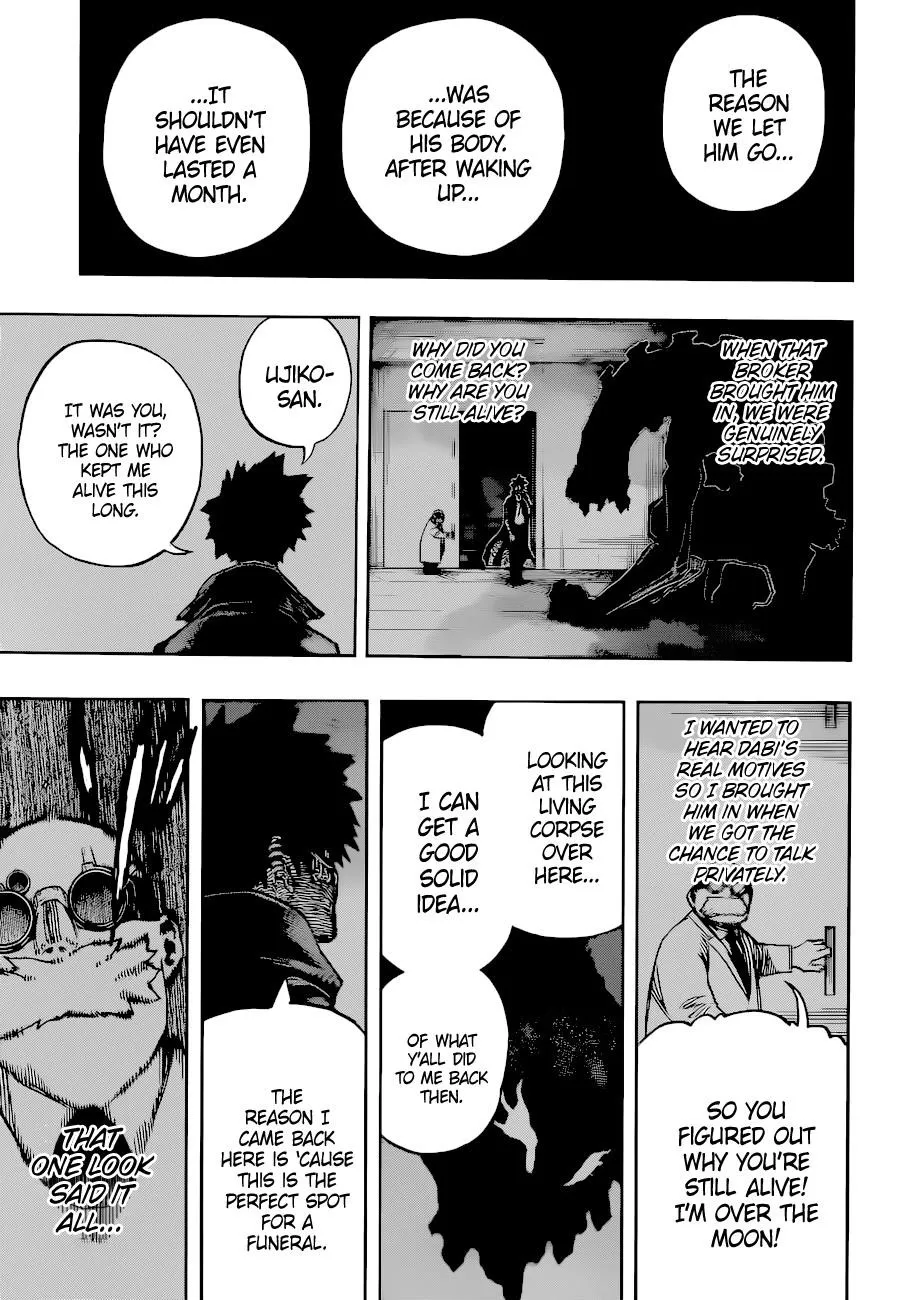 THE
REASON
WE LET
HIM GO...
...WAS
BECAUSE OF
HIS BODY.
AFTER WAKING
UP...
...IT
SHOULDN'T
HAVE EVEN
LASTED A
MONTH.
WHEN THAT
BROKER
BROUGHT HIM
IN, WE WERE
GENUINELY
SURPRISED.
WHY DID YOU
COME BACK?
WHY ARE YOU
STILL ALIVE?
UJIKO-
SAN.
IT WAS YOU,
WASN'T IT?
THE ONE WHO
KEPT ME
ALIVE THIS
LONG.
I WANTED TO
HEAR DABI'S
REAL MOTIVES
SO I BROUGHT
HIM IN WHEN
WE GOT THE
CHANCE TO TALK
PRIVATELY.
SO YOU
FIGURED OUT
WHY YOU'RE
STILL ALIVE!
I'M OVER THE
MOON!
LOOKING
AT THIS
LIVING
CORPSE
OVER
HERE...
I CAN
GET A
GOOD
SOLID
IDEA...
OF WHAT
Y'ALL DID
TO ME BACK
THEN.
THE
REASON I
CAME BACK
HERE IS 'CAUSE
THIS IS THE
PERFECT SPOT
FOR A
FUNERAL.
THAT
ONE LOOK
SAID IT
ALL...